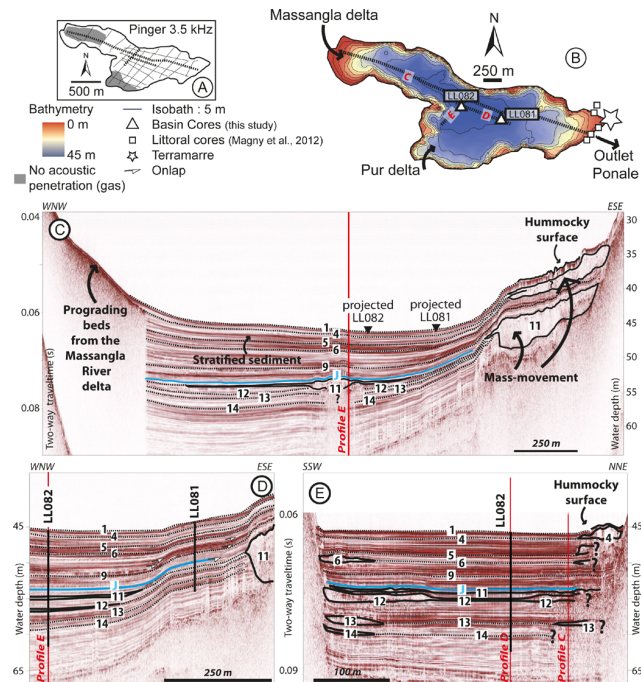 Pinger 3.5 kHz
N
500 m
A
Bathymetry
0 m
45 m
No acoustic
penetration (gas)
Isobath : 5 m
Basin Cores (this study)
Littoral cores (Magny et al., 2012)
Terramarre
Onlap
Massangla delta
N
250 m
B
C
LL082
LL081
E
D
Pur delta
Outlet
Ponale
WNW
ESE
0.04
0.06
0.08
Two-way traveltime (s)
C
30
35
40
45
50
55
60
Water depth (m)
Hummocky
surface
Prograding
beds
from the
Massangla
River
delta
projected
LL082
projected
LL081
Stratified sediment
Mass-movement
1
4
5
6
9
J
11
12
13
?
14
11
12
13
14
11
Profile E
250 m
WNW
ESE
D
LL082
LL081
45
65
Water depth (m)
1
4
5
6
9
J
11
12
13
14
11
Profile E
250 m
SSW
NNE
E
0.06
0.09
Two-way traveltime (s)
LL082
Hummocky
surface
45
65
Water depth (m)
1
4
4
?
5
6
6
?
9
J
11
?
12
12
?
13
13
13
?
14
14
Profile D
Profile C
100 m